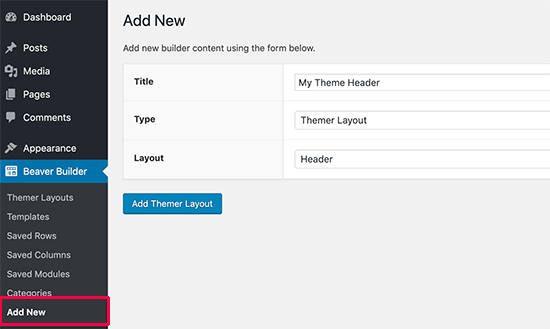 Dashboard
Posts
Media
Pages
Comments
Appearance
Beaver Builder
Themer Layouts
Templates
Saved Rows
Saved Columns
Saved Modules
Categories
Add New
Add New
Add new builder content using the form below.
Title
My Theme Header
Type
Themer Layout
Layout
Header
Add Themer Layout